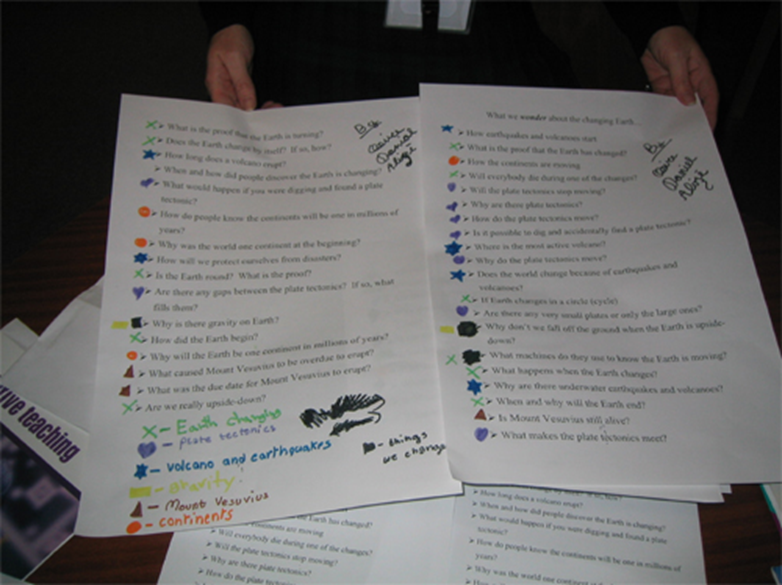 What is the proof that the Earth is turning?
Does the Earth change by itself? If so, how?
How long does a volcano erupt?
When and how did people discover the Earth is changing?
What would happen if you were digging and found a plate
tectonic?
How do people know the continents will be one in millions of
years?
Why was the world one continent at the beginning?
How will we protect ourselves from disasters?
Is the Earth round? What is the proof?
Are there any gaps between the plate tectonics? If so, what
fills them?
Why is there gravity on Earth?
How did the Earth begin?
Why will the Earth be one continent in millions of years?
What caused Mount Vesuvius to be overdue to erupt?
What was the due date for Mount Vesuvius to erupt?
Are we really upside-down?
By:
Daniel
- Earth changing
- plate tectonics
- volcano and earthquakes
- gravity
- Mount Vesuvius
- continents
- things
we change
What we wonder about the changing Earth...
How earthquakes and volcanoes start
What is the proof that the Earth has changed?
How the continents are moving
Will everybody die during one of the changes?
Will the plate tectonics stop moving?
Why are there plate tectonics?
How do the plate tectonics move?
Is it possible to dig and accidentally find a plate tectonic?
Where is the most active volcano?
Why do the plate tectonics move?
Does the world change because of earthquakes and
volcanoes?
If Earth changes in a circle (cycle)
Are there any very small plates or only the large ones?
Why don't we fall off the ground when the Earth is upside-
down?
What machines do they use to know the Earth is moving?
What happens when the Earth changes?
Why are there underwater earthquakes and volcanoes?
When and why will the Earth end?
Is Mount Vesuvius still alive?
What makes the plate tectonics meet?
By
Daniel
teaching
the Earth has changed?
are moving
Will everybody die during one of the changes?
Will the plate tectonics stop moving?
Why are there plate tectonics?
How do the plate tectonics
How long does a volcano erupt?
When and how did people discover the Earth is changing?
What would happen if you were digging and found a plate
tectonic?
How do people know the continents will be one in millions of
years?
Why was the world one continent at the